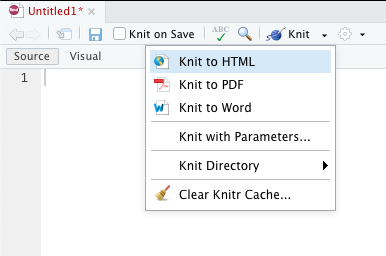 Untitled1*
Knit on Save
ABC
Knit
Source
Visual
1
Knit to HTML
Knit to PDF
Knit to Word
Knit with Parameters...
Knit Directory
Clear Knitr Cache...